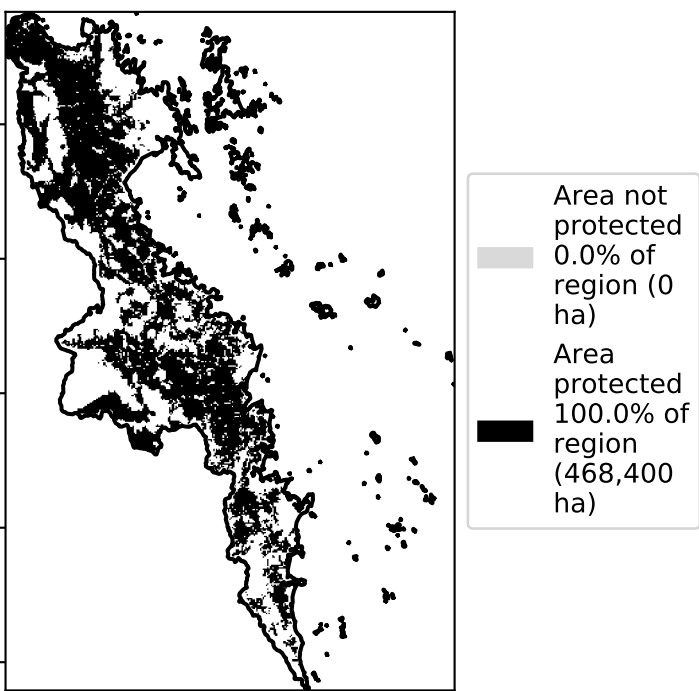 Area not
protected
0.0% of
region (0
ha)
Area
protected
100.0% of
region
(468,400
ha)